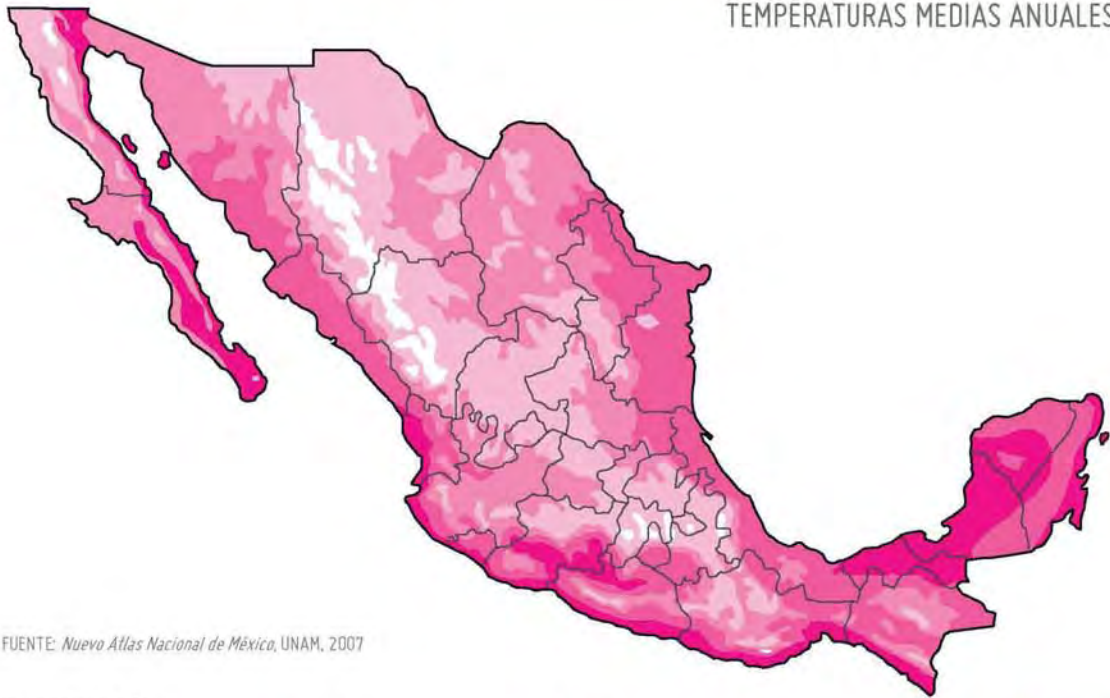 TEMPERATURAS MEDIAS ANUALES
FUENTE: Nuevo Atlas Nacional de México, UNAM, 2007